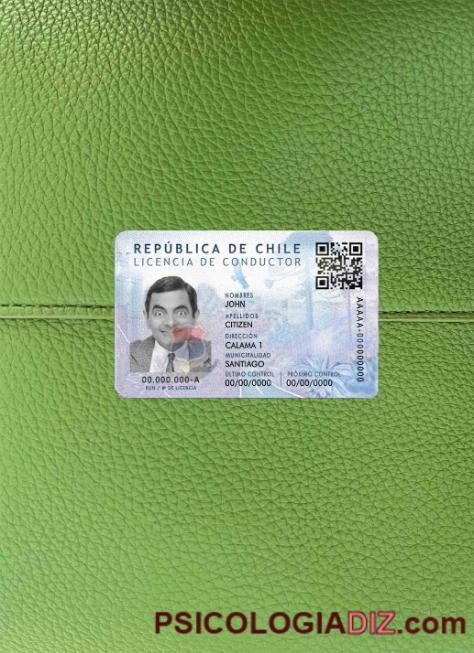 REPÚBLICA DE CHILE
LICENCIA DE CONDUCTOR
NOMBRES
JOHN
APELLIDOS
CITIZEN
DIRECCIÓN
CALAMA 1
MUNICIPALIDAD
SANTIAGO
ÚLTIMO CONTROL PRÓXIMO CONTROL
00/00/0000 00/00/0000
00.000.000-A
RUN / Nº DE LICENCIA
AAAAA-000000000
PSICOLOGIADIZ.com